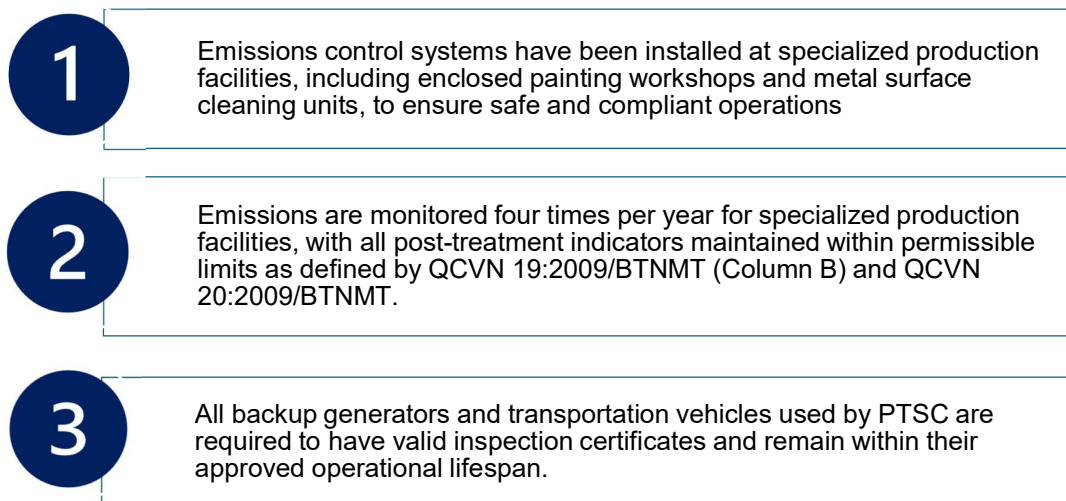 1
Emissions control systems have been installed at specialized production
facilities, including enclosed painting workshops and metal surface
cleaning units, to ensure safe and compliant operations
2
Emissions are monitored four times per year for specialized production
facilities, with all post-treatment indicators maintained within permissible
limits as defined by QCVN 19:2009/BTNMT (Column B) and QCVN
20:2009/BTNMT.
3
All backup generators and transportation vehicles used by PTSC are
required to have valid inspection certificates and remain within their
approved operational lifespan.